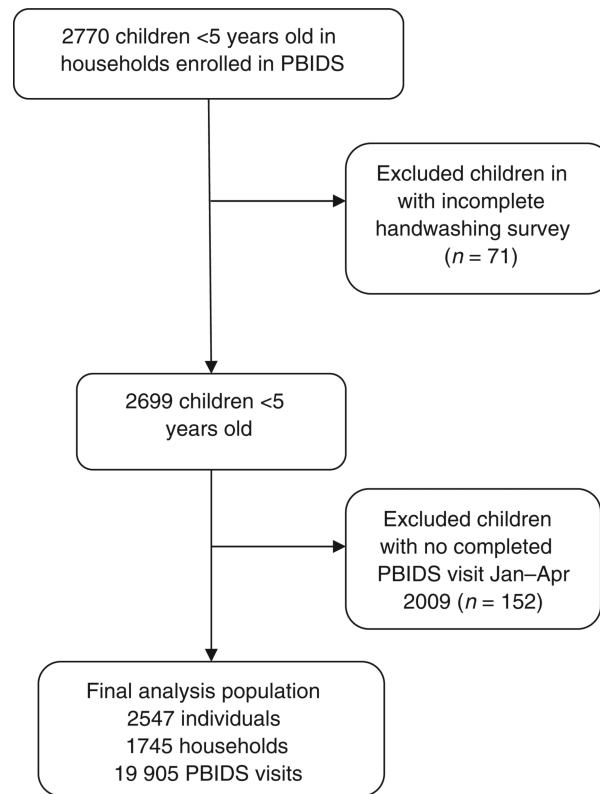 2770 children <5 years old in
households enrolled in PBIDS
Excluded children in
with incomplete
handwashing survey
(n = 71)
2699 children <5
years old
Excluded children
with no completed
PBIDS visit Jan–Apr
2009 (n = 152)
Final analysis population
2547 individuals
1745 households
19 905 PBIDS visits